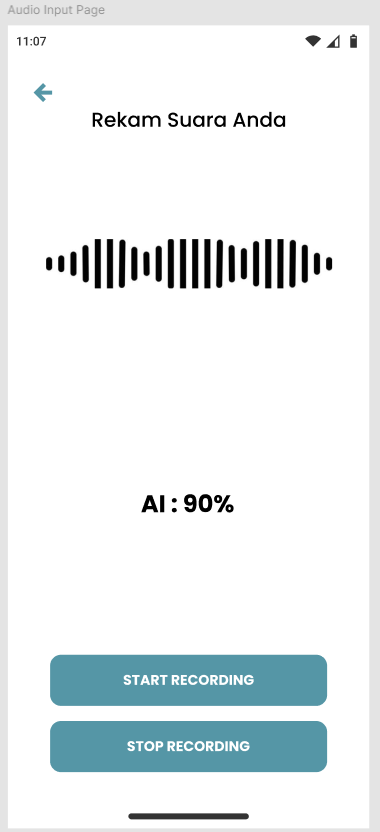 Audio Input Page
11:07
Rekam Suara Anda
AI : 90%
START RECORDING
STOP RECORDING